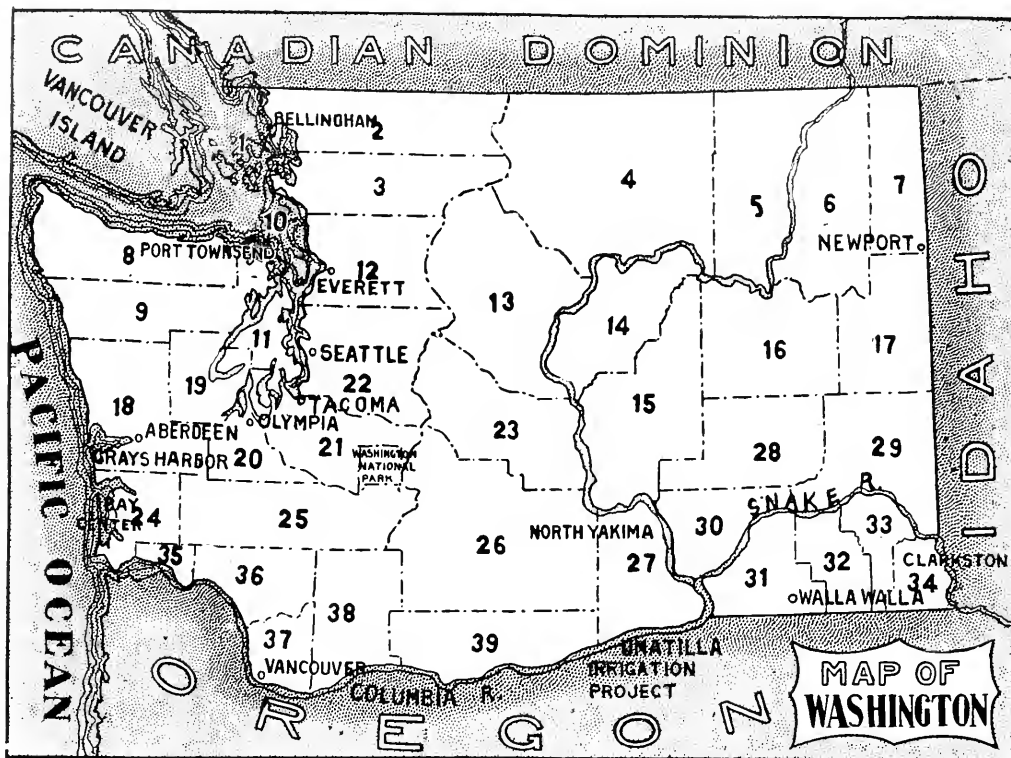 CANADIAN DOMINION
VANCOUVER
ISLAND
BELLINGHAM
1
2
3
4
5
6
7
NEWPORT
IDAHO
8
PORT TOWNSEND
10
12
EVERETT
9
11
13
14
16
17
SEATTLE
19
22
TACOMA
OLYMPIA
15
18
ABERDEEN
GRAYS HARBOR
20
21
WASHINGTON
NATIONAL
PARK
23
28
29
PACIFIC OCEAN
BAY
CENTER
24
25
26
NORTH YAKIMA
27
30
SNAKE R.
33
CLARKSTON
34
31
32
WALLA WALLA
35
36
37
38
39
VANCOUVER
COLUMBIA R.
UMATILLA
IRRIGATION
PROJECT
OREGON
MAP OF
WASHINGTON